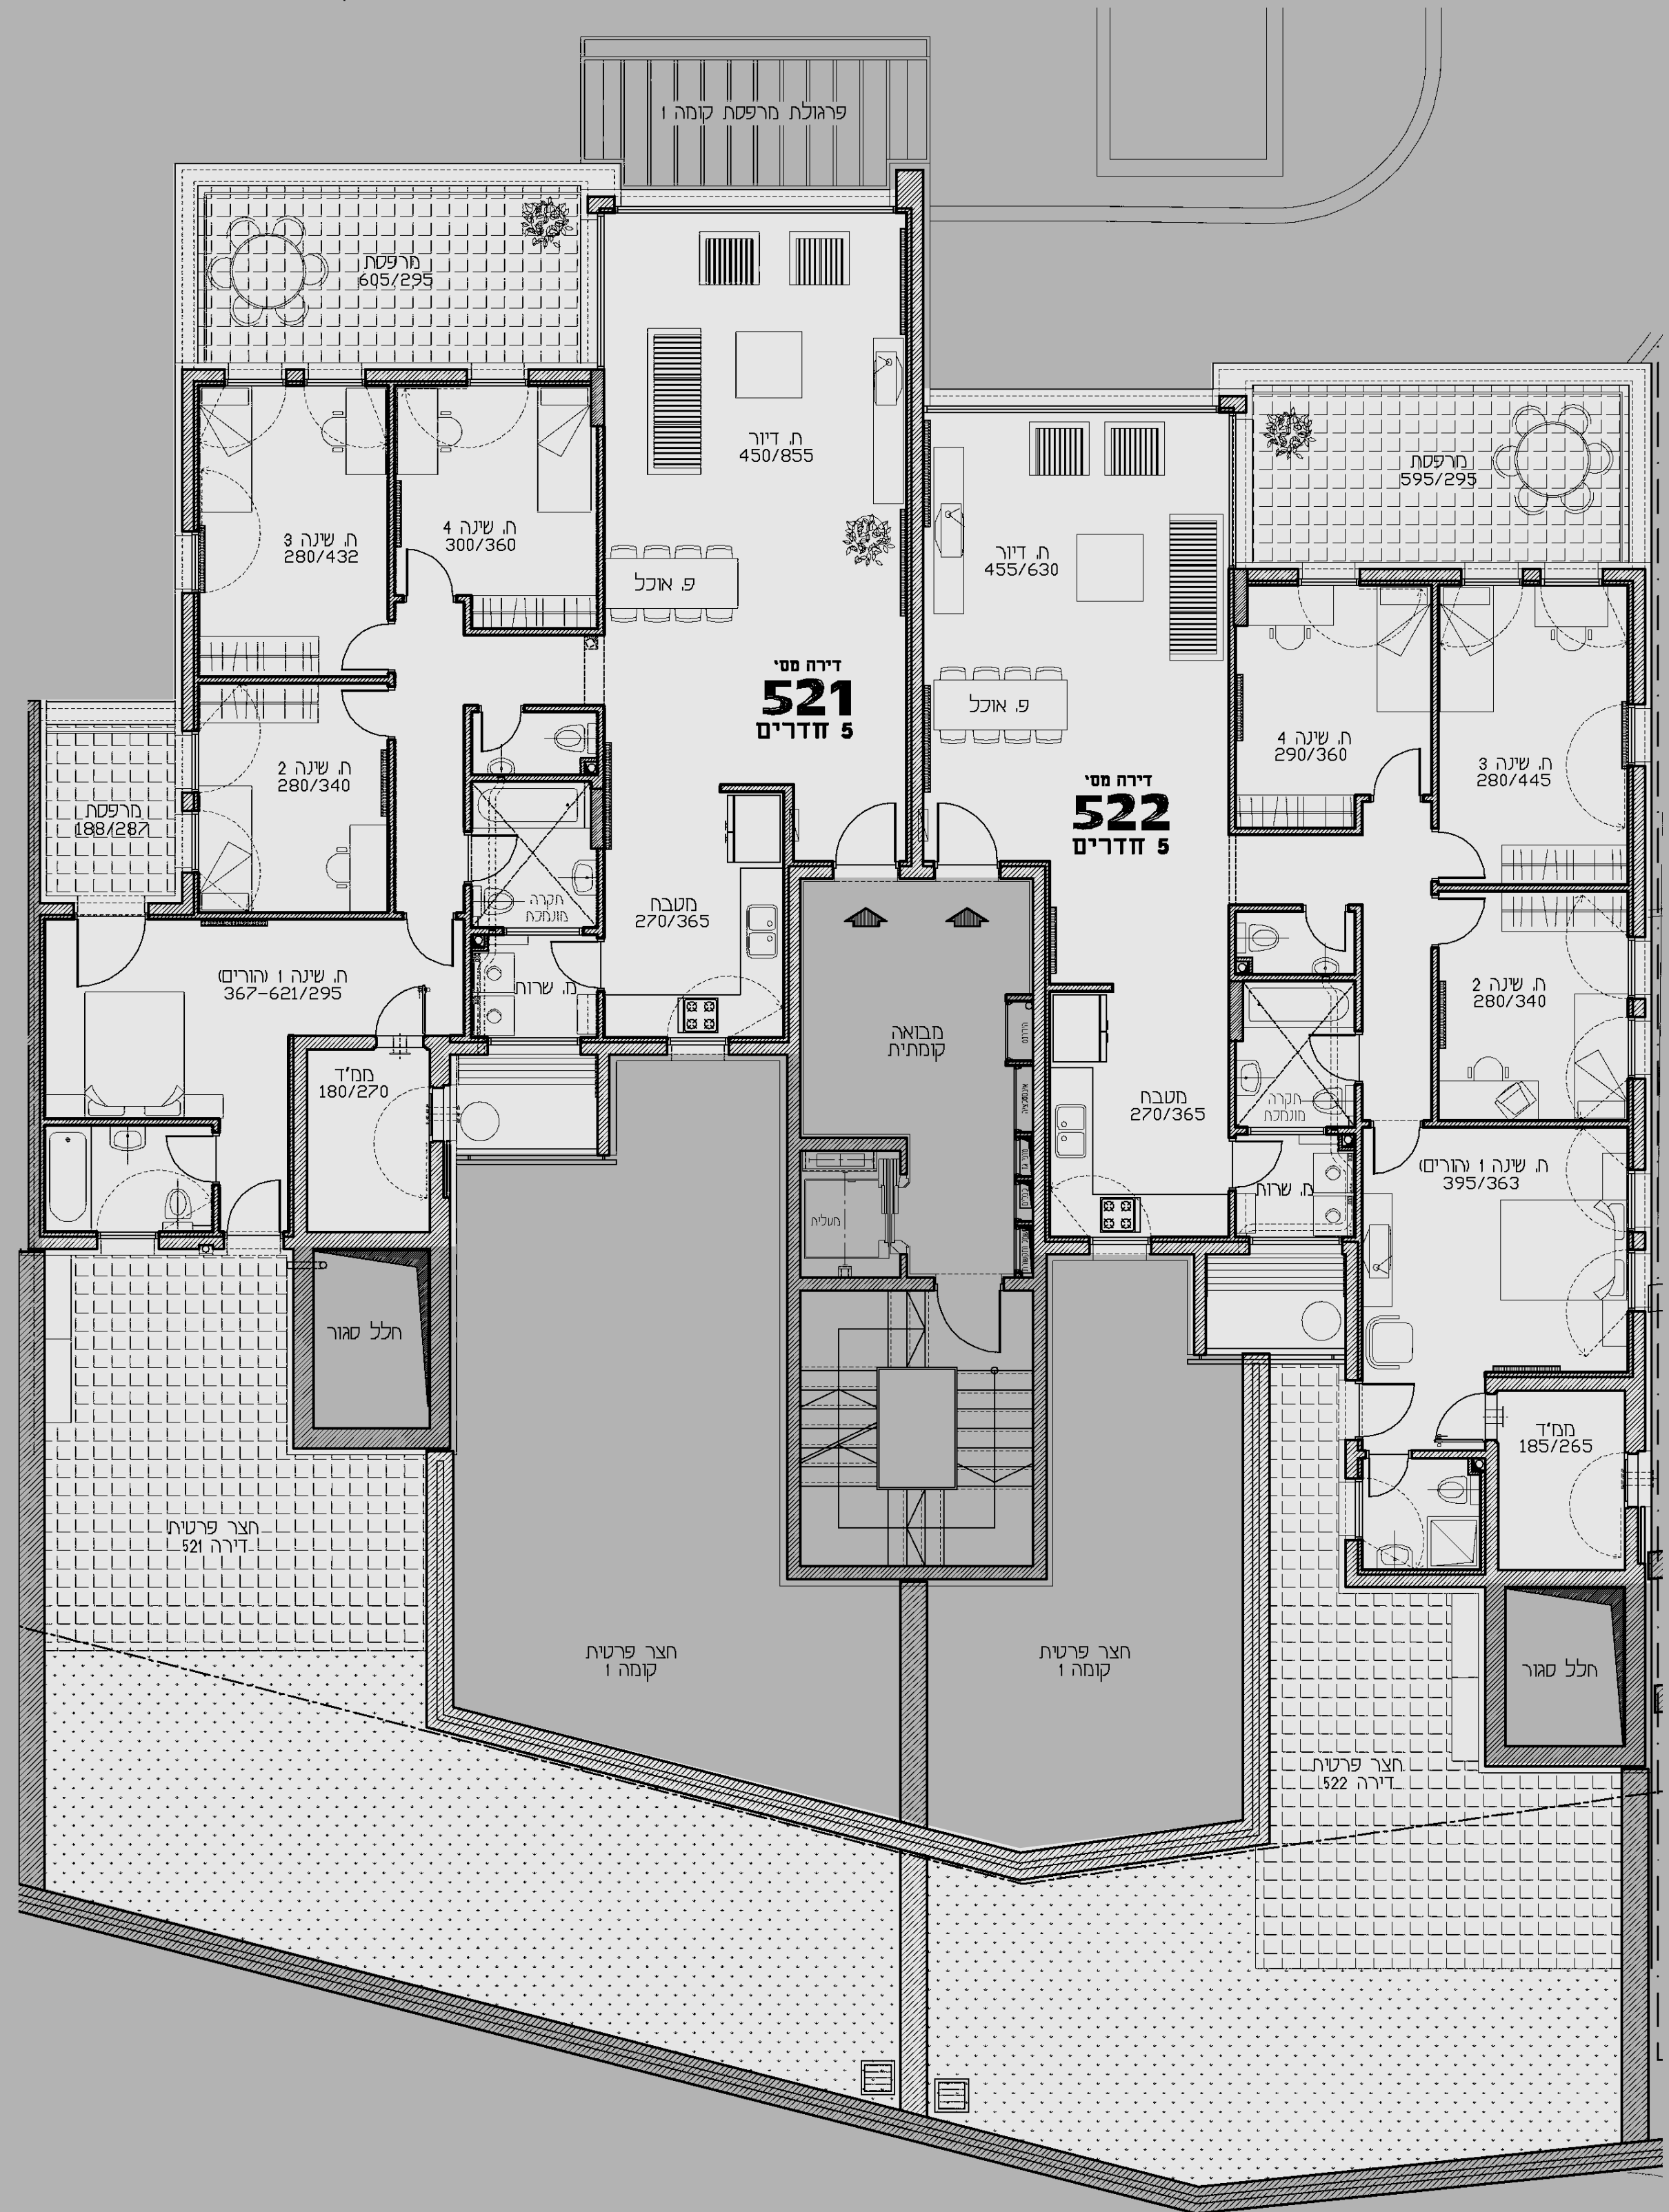 פרגולת מרפסת קומה 1
מרפסת
605/295
ח. דיור
450/855
מרפסת
595/295
ח. שינה 3
280/432
ח. שינה 4
300/360
פ. אוכל
ח. דיור
455/630
דירה מס'
521
5 חדרים
פ. אוכל
ח. שינה 4
290/360
ח. שינה 3
280/445
ח. שינה 2
280/340
מרפסת
188/287
דירה מס'
522
5 חדרים
תקרה
מונמכת
מטבח
270/365
ח. שינה 1 (הורים)
367-621/295
מ. שרות
מבואה
קומתית
הידרנט
ח. שינה 2
280/340
ממ'ד
180/270
מטבח
270/365
תקרה
מונמכת
מ. שרות
ח. שינה 1 (הורים)
395/363
מעלית
חלל סגור
ממ'ד
185/265
חצר פרטית
דירה 521
חצר פרטית
קומה 1
חצר פרטית
קומה 1
חלל סגור
חצר פרטית
דירה 522